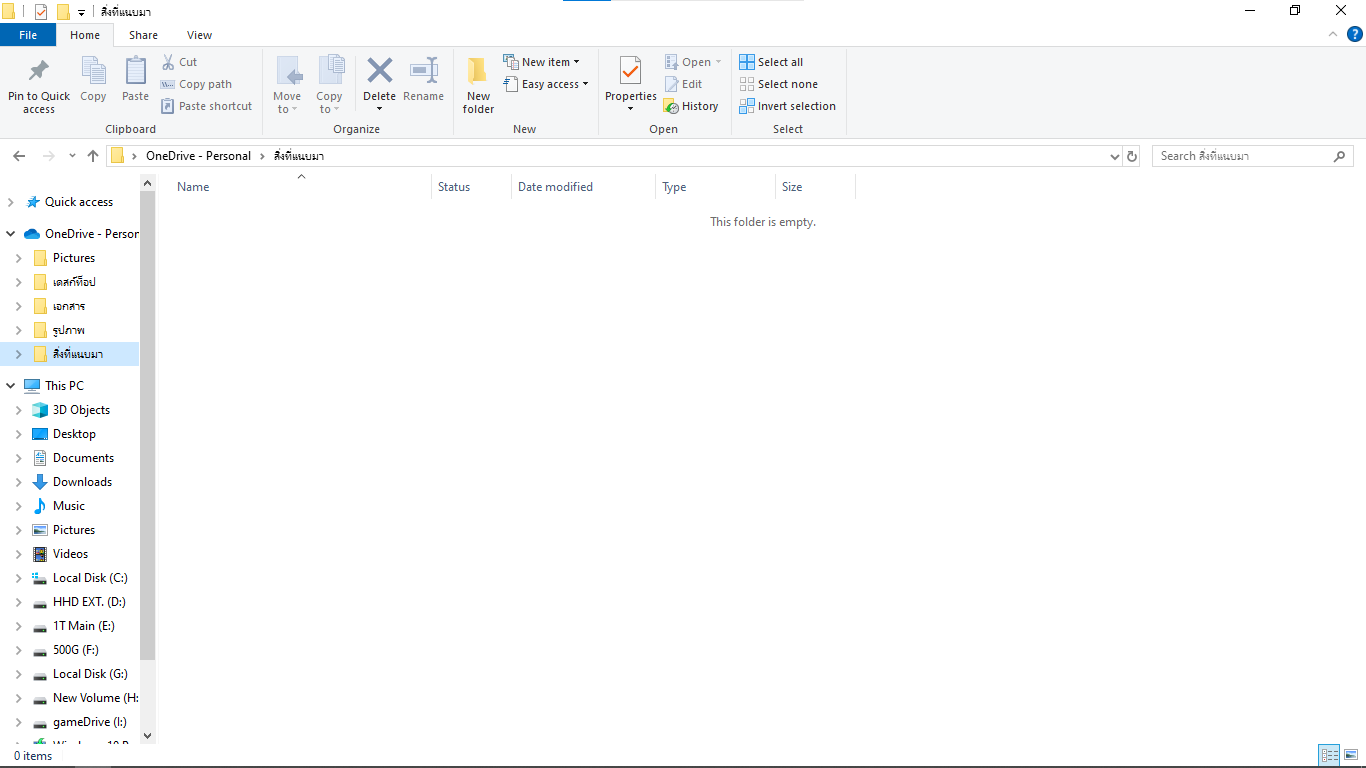 สิ่งที่แนบมา
File Home Share View
Pin to Quick access
Copy
Paste
Cut
Copy path
Paste shortcut
Clipboard
Move to
Copy to
Delete
Rename
Organize
New folder
New item
Easy access
New
Properties
Open
Edit
History
Open
Select all
Select none
Invert selection
Select
OneDrive - Personal › สิ่งที่แนบมา
Search สิ่งที่แนบมา
Name Status Date modified Type Size
This folder is empty.
Quick access
OneDrive - Person
Pictures
เดสก์ท็อป
เอกสาร
รูปภาพ
สิ่งที่แนบมา
This PC
3D Objects
Desktop
Documents
Downloads
Music
Pictures
Videos
Local Disk (C:)
HHD EXT. (D:)
1T Main (E:)
500G (F:)
Local Disk (G:)
New Volume (H:
gameDrive (I:)
0 items